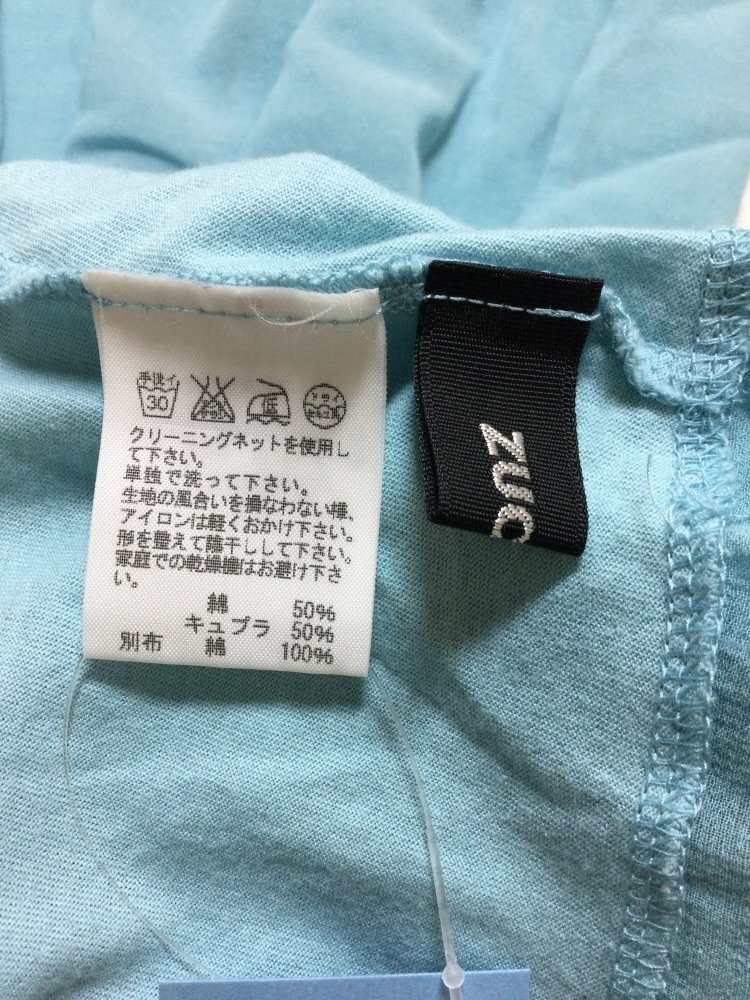 手洗イ
30
低
クリーニングネットを使用し
て下さい。
単独で洗って下さい。
生地の風合いを損なわない様、
アイロンは軽くおかけ下さい。
形を整えて陰干しして下さい。
家庭での乾燥機はお避け下さ
い。
綿 50%
キュプラ 50%
別布 綿 100%
ZUC